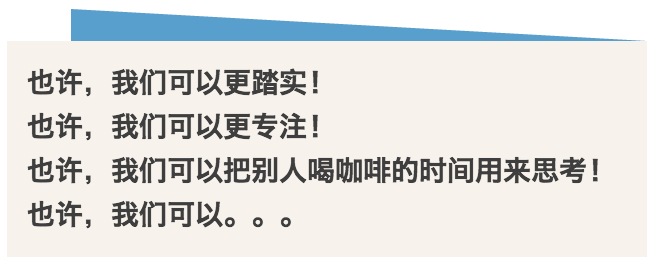 也许，我们可以更踏实！
也许，我们可以更专注！
也许，我们可以把别人喝咖啡的时间用来思考！
也许，我们可以。。。